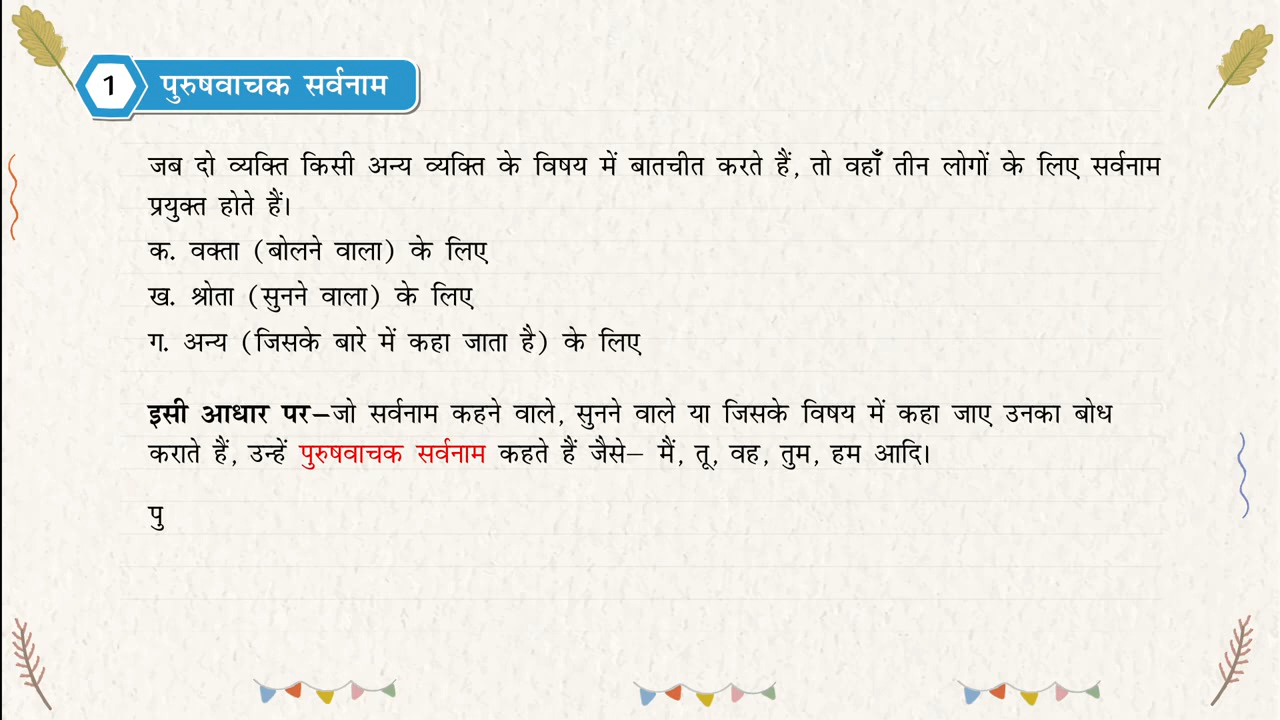 1 पुरुषवाचक सर्वनाम
जब दो व्यक्ति किसी अन्य व्यक्ति के विषय में बातचीत करते हैं, तो वहाँ तीन लोगों के लिए सर्वनाम
प्रयुक्त होते हैं।
क. वक्ता (बोलने वाला) के लिए
ख. श्रोता (सुनने वाला) के लिए
ग. अन्य (जिसके बारे में कहा जाता है) के लिए
इसी आधार पर–जो सर्वनाम कहने वाले, सुनने वाले या जिसके विषय में कहा जाए उनका बोध
कराते हैं, उन्हें पुरुषवाचक सर्वनाम कहते हैं जैसे– मैं, तू, वह, तुम, हम आदि।
पु